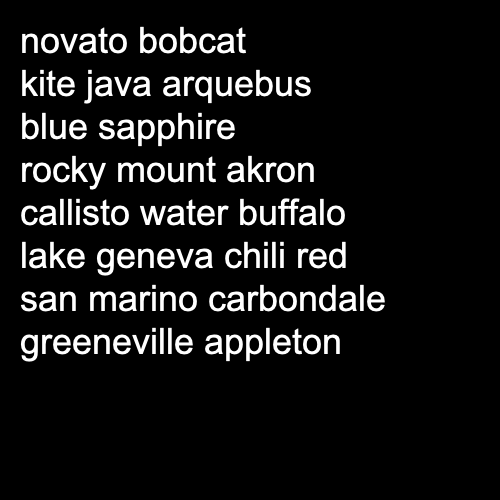 novato bobcat
kite java arquebus
blue sapphire
rocky mount akron
callisto water buffalo
lake geneva chili red
san marino carbondale
greeneville appleton